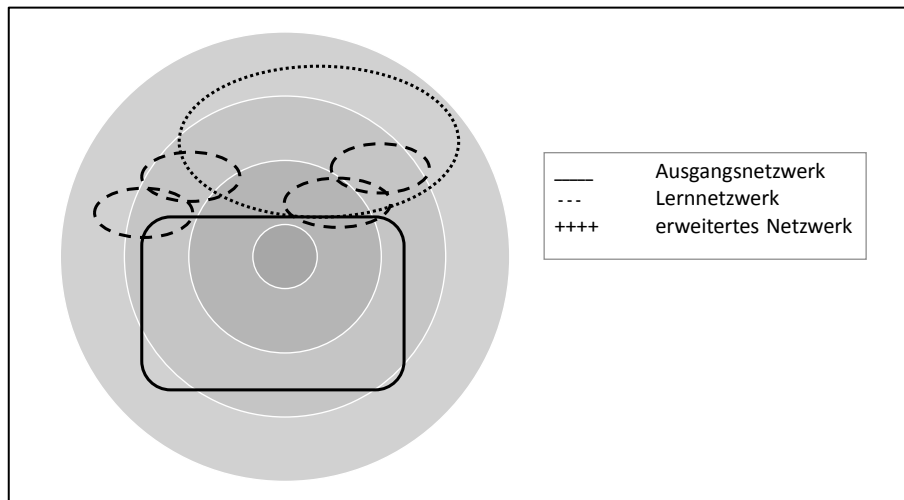 ____ Ausgangsnetzwerk
--- Lernnetzwerk
++++ erweitertes Netzwerk